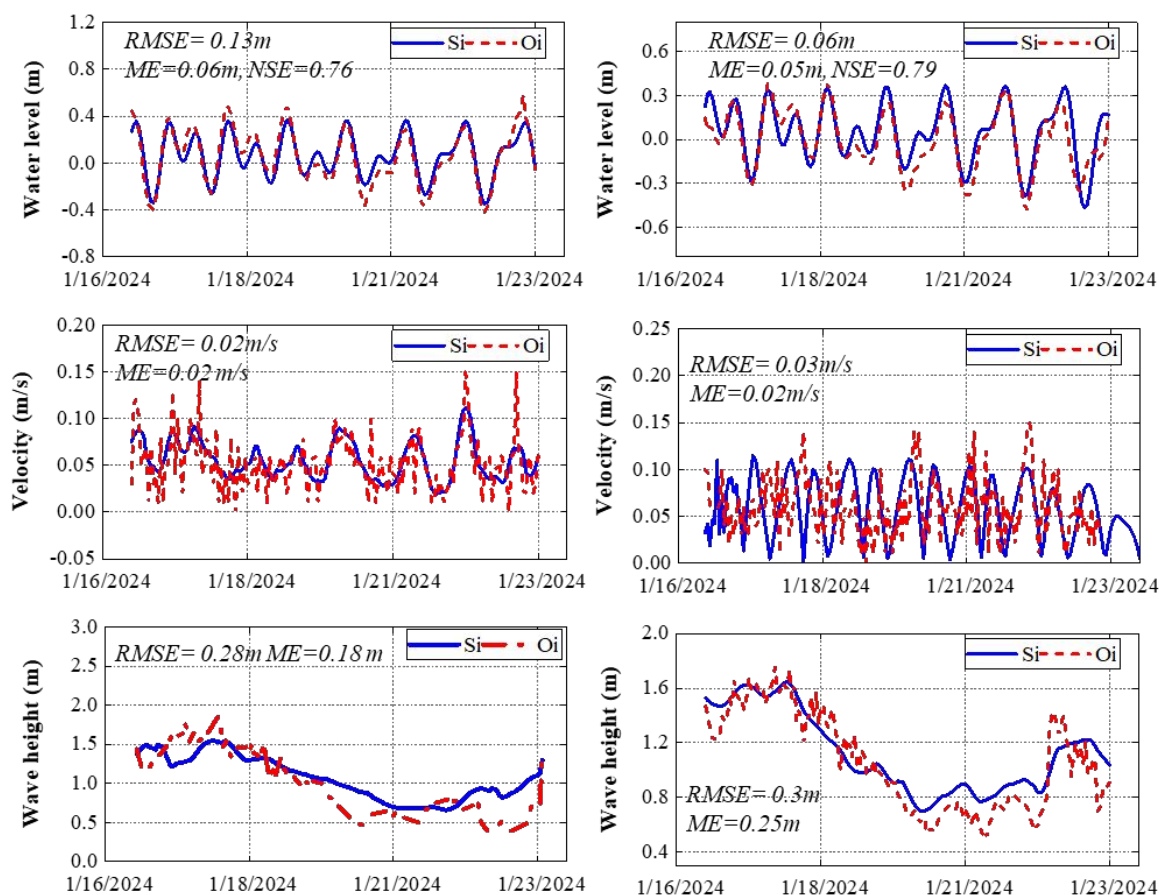 1.2
0.8
0.4
0.0
-0.4
-0.8
Water level (m)
RMSE= 0.13m
ME=0.06m, NSE=0.76
Si Oi
1/16/2024 1/18/2024 1/21/2024 1/23/2024
0.6
0.3
0.0
-0.3
-0.6
Water level (m)
RMSE= 0.06m
ME=0.05m, NSE=0.79
Si Oi
1/16/2024 1/18/2024 1/21/2024 1/23/2024
0.20
0.15
0.10
0.05
0.00
-0.05
Velocity (m/s)
RMSE= 0.02m/s
ME=0.02 m/s
Si Oi
1/16/2024 1/18/2024 1/21/2024 1/23/2024
0.25
0.20
0.15
0.10
0.05
0.00
Velocity (m/s)
RMSE= 0.03m/s
ME=0.02m/s
Si Oi
1/16/2024 1/18/2024 1/21/2024 1/23/2024
3.0
2.5
2.0
1.5
1.0
0.5
0.0
Wave height (m)
RMSE= 0.28m ME=0.18 m
Si Oi
1/16/2024 1/18/2024 1/21/2024 1/23/2024
2.0
1.6
1.2
0.8
0.4
Wave height (m)
RMSE= 0.3m
ME=0.25m
Si Oi
1/16/2024 1/18/2024 1/21/2024 1/23/2024